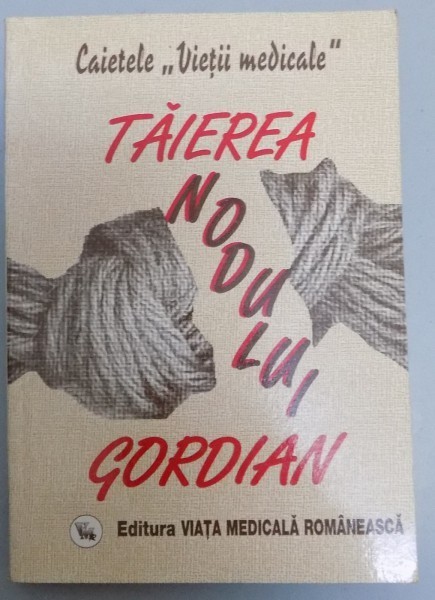 Caietele „Vieții medicale"
TĂIEREA
NODULUI
GORDIAN
Editura VIAȚA MEDICALĂ ROMÂNEASCĂ